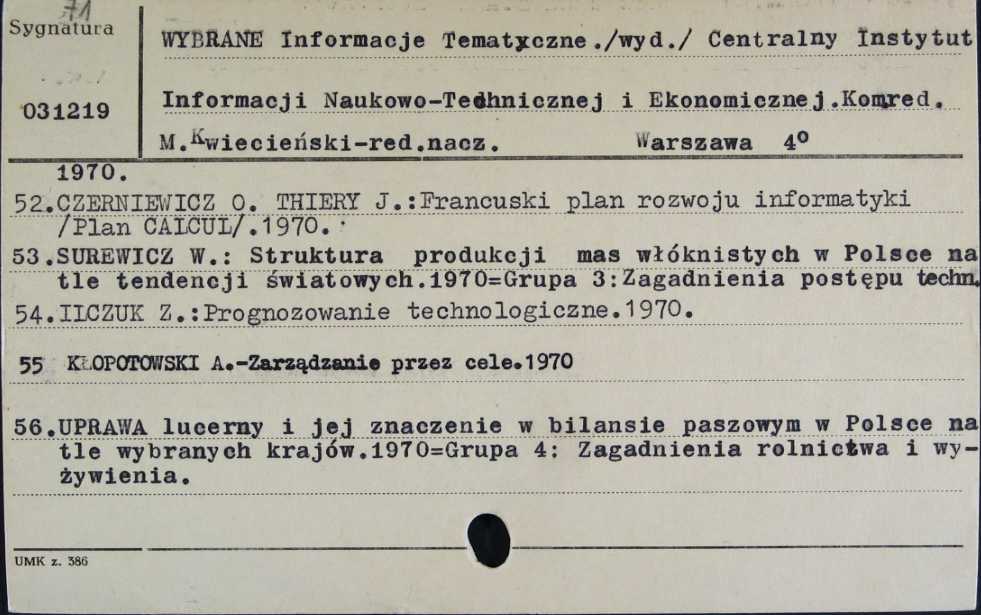 71
Sygnatura
WYBRANE Informacje Tematyczne./wyd./ Centralny Instytut
031219
Informacji Naukowo-Technicznej i Ekonomicznej.Kom.red.
M.Kwiecieński-red.nacz. Warszawa 4º
1970.
52.CZERNIEWICZ O. THIERY J.:Francuski plan rozwoju informatyki
/Plan CALCUL/.1970.
53.SUREWICZ W.: Struktura produkcji mas włóknistych w Polsce na
tle tendencji światowych.1970=Grupa 3:Zagadnienia postępu techn.
54.ILCZUK Z.:Prognozowanie technologiczne.1970.
55 KŁOPOTOWSKI A.-Zarządzanie przez cele.1970
56.UPRAWA lucerny i jej znaczenie w bilansie paszowym w Polsce na
tle wybranych krajów.1970=Grupa 4: Zagadnienia rolnictwa i wy-
żywienia.
UMK z. 386